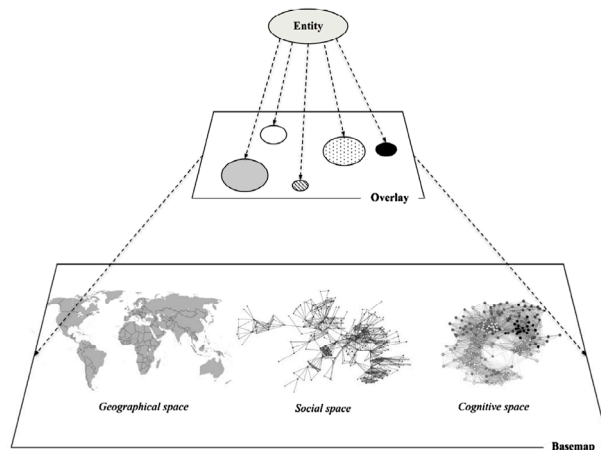 Entity
Overlay
Geographical space
Social space
Cognitive space
Basemap